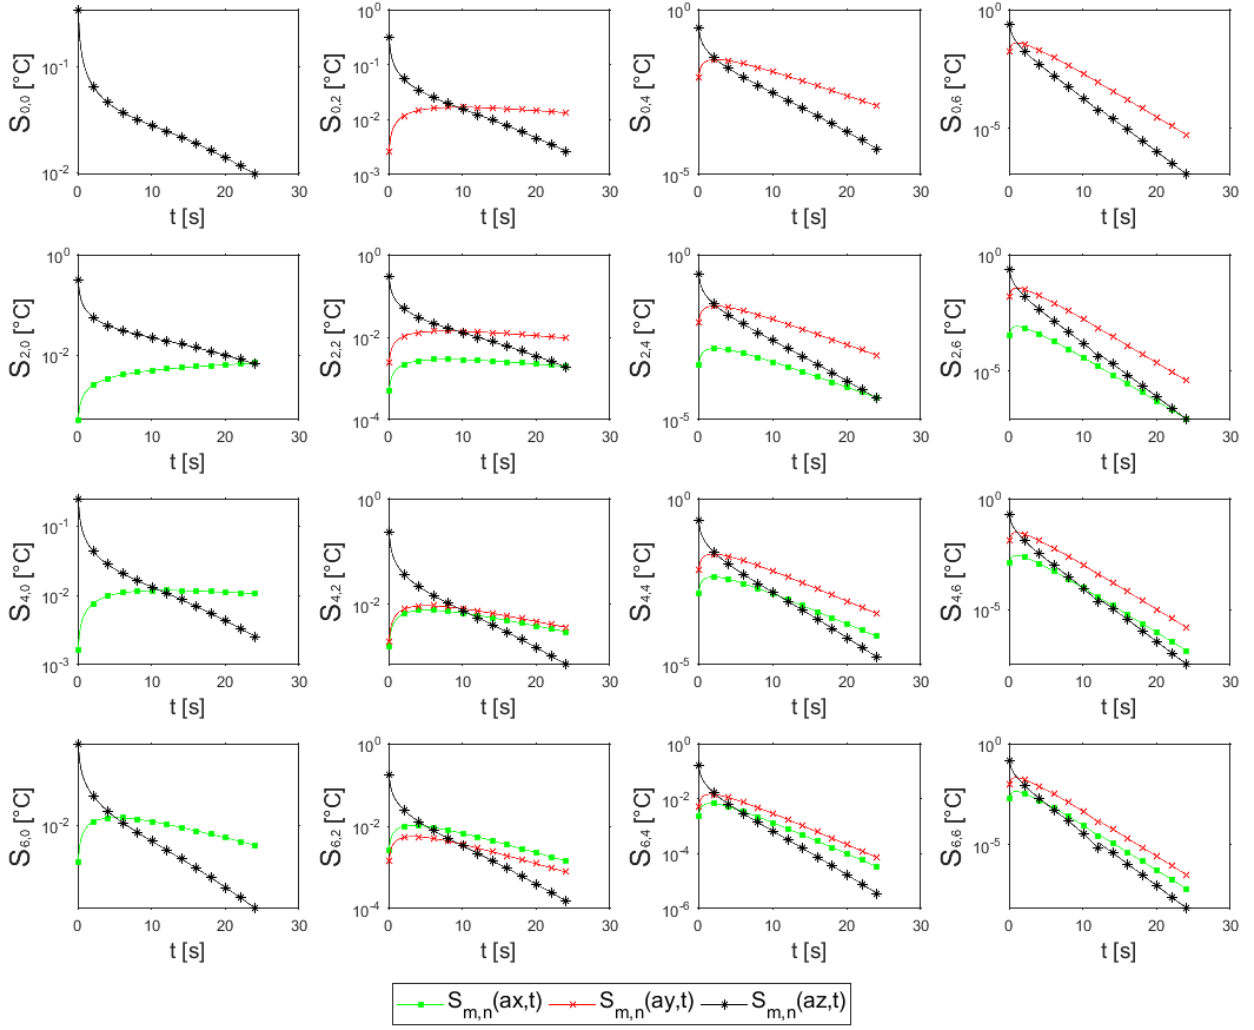 S0,0 [°C]
10^-1
10^-2
0 10 20 30
t [s]
S0,2 [°C]
10^0
10^-1
10^-2
10^-3
0 10 20 30
t [s]
S0,4 [°C]
10^0
10^-5
0 10 20 30
t [s]
S0,6 [°C]
10^0
10^-5
0 10 20 30
t [s]
S2,0 [°C]
10^0
10^-2
0 10 20 30
t [s]
S2,2 [°C]
10^0
10^-2
10^-4
0 10 20 30
t [s]
S2,4 [°C]
10^0
10^-5
0 10 20 30
t [s]
S2,6 [°C]
10^0
10^-5
0 10 20 30
t [s]
S4,0 [°C]
10^-1
10^-2
10^-3
0 10 20 30
t [s]
S4,2 [°C]
10^0
10^-2
0 10 20 30
t [s]
S4,4 [°C]
10^0
10^-5
0 10 20 30
t [s]
S4,6 [°C]
10^0
10^-5
0 10 20 30
t [s]
S6,0 [°C]
10^-2
0 10 20 30
t [s]
S6,2 [°C]
10^0
10^-2
10^-4
0 10 20 30
t [s]
S6,4 [°C]
10^0
10^-2
10^-4
10^-6
0 10 20 30
t [s]
S6,6 [°C]
10^0
10^-5
0 10 20 30
t [s]
Sm,n(ax,t) Sm,n(ay,t) Sm,n(az,t)